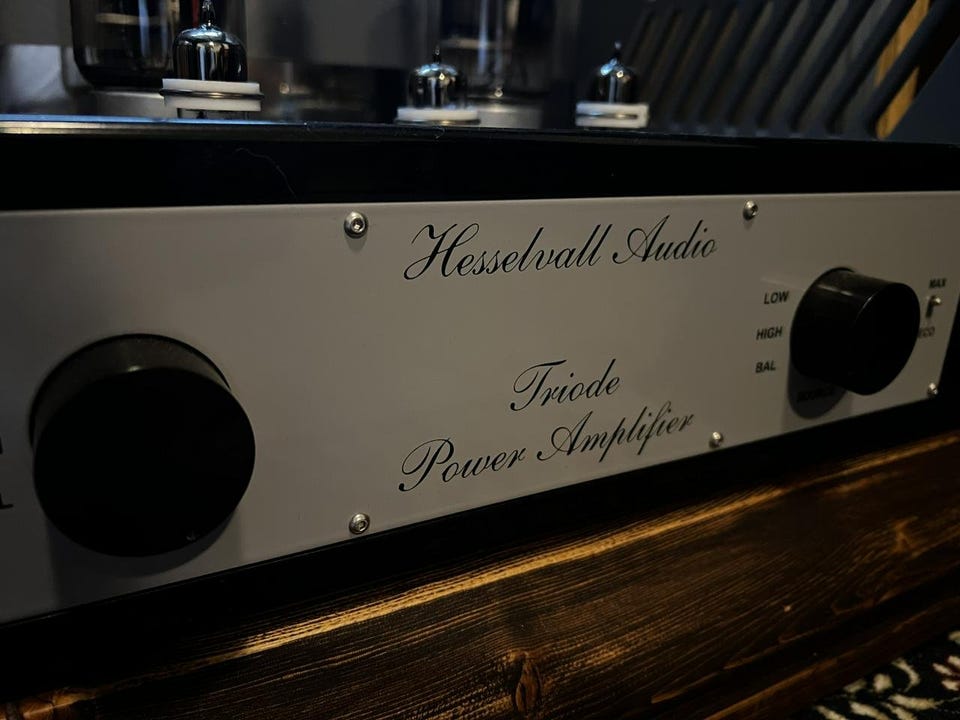 Hesselvall Audio
Triode
Power Amplifier
LOW
HIGH
BAL
MAX
ECO